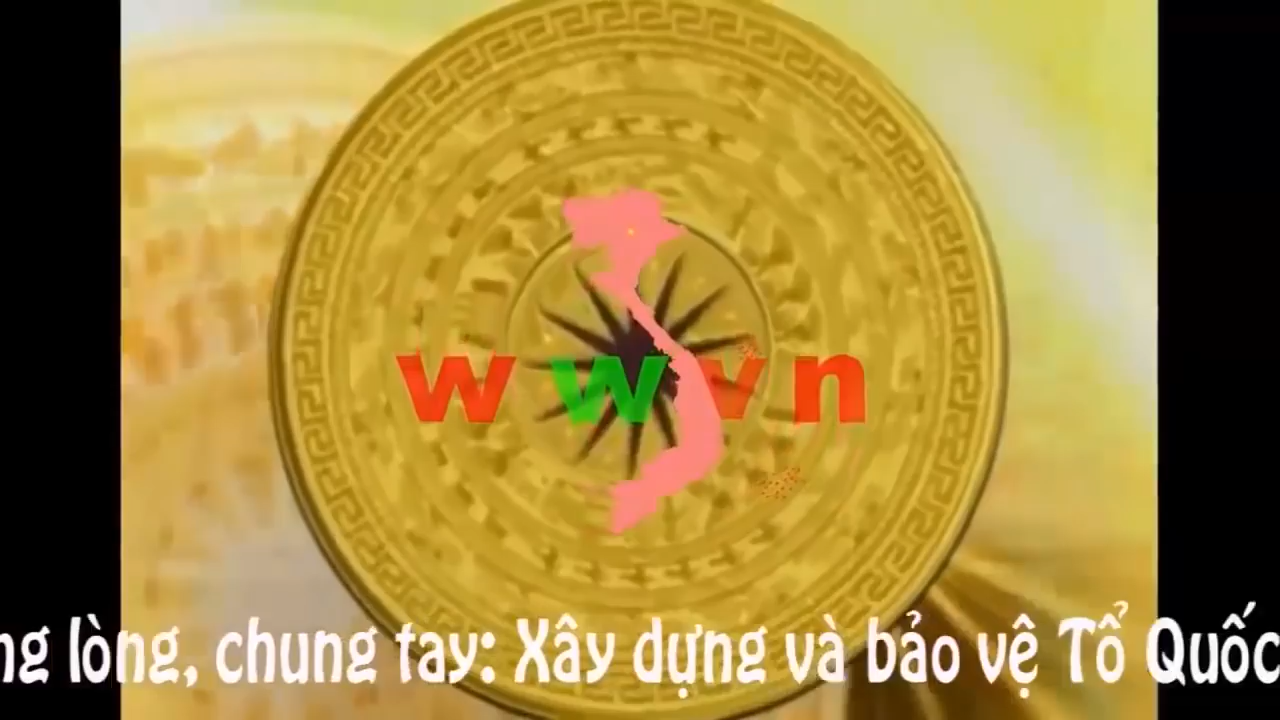 wwvn
ng lòng, chung tay: Xây dựng và bảo vệ Tổ Quốc